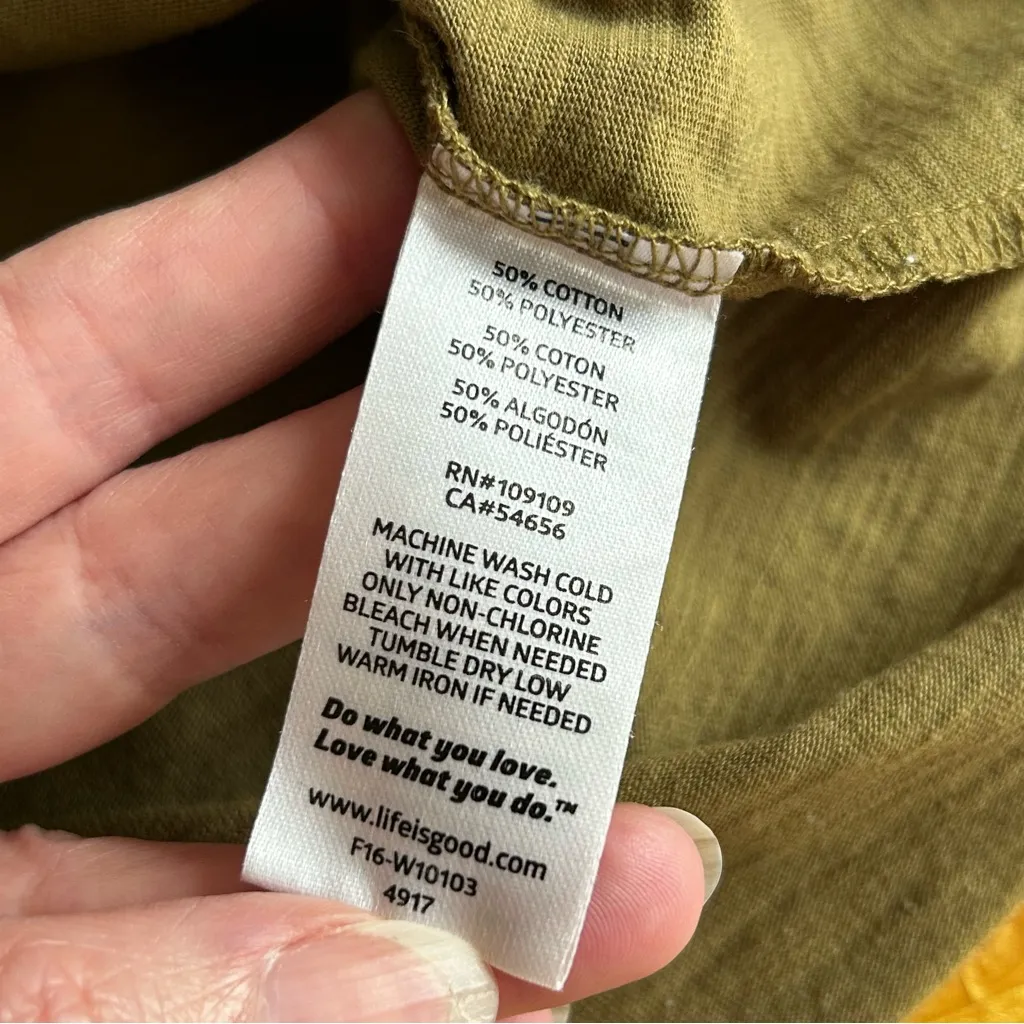 50% COTTON
50% POLYESTER
50% COTON
50% POLYESTER
50% ALGODÓN
50% POLIÉSTER
RN#109109
CA#54656
MACHINE WASH COLD
WITH LIKE COLORS
ONLY NON-CHLORINE
BLEACH WHEN NEEDED
TUMBLE DRY LOW
WARM IRON IF NEEDED
Do what you love.
Love what you do.™
www.lifeisgood.com
F16-W10103
4917